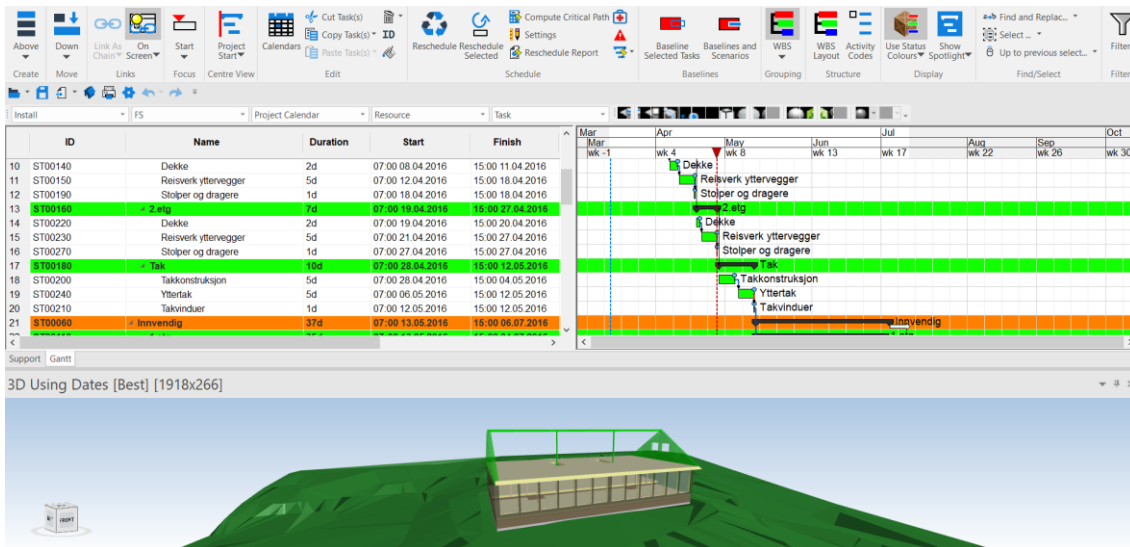 Above
Down
Link As Chain
On Screen
Start
Project Start
Calendars
Cut Task(s)
Copy Task(s)
ID
Paste Task(s)
Reschedule
Reschedule Selected
Compute Critical Path
Settings
Reschedule Report
Baseline Selected Tasks
Baselines and Scenarios
WBS
WBS Layout
Activity Codes
Use Status Colours
Show Spotlight
Find and Replac...
Select ...
Up to previous select...
Filter
Create
Move
Links
Focus
Centre View
Edit
Schedule
Baselines
Grouping
Structure
Display
Find/Select
Filter
Install
FS
Project Calendar
Resource
Task
ID Name Duration Start Finish
Mar Apr Jul Oct
Mar May Jun Aug Sep
wk -1 wk 4 wk 8 wk 13 wk 17 wk 22 wk 26 wk 30
10 ST00140 Dekke 2d 07:00 08.04.2016 15:00 11.04.2016 Dekke
11 ST00150 Reisverk yttervegger 5d 07:00 12.04.2016 15:00 18.04.2016 Reisverk yttervegger
12 ST00190 Stolper og dragere 1d 07:00 18.04.2016 15:00 18.04.2016 Stolper og dragere
13 ST00160 2.etg 7d 07:00 19.04.2016 15:00 27.04.2016 2.etg
14 ST00220 Dekke 2d 07:00 19.04.2016 15:00 20.04.2016 Dekke
15 ST00230 Reisverk yttervegger 5d 07:00 21.04.2016 15:00 27.04.2016 Reisverk yttervegger
16 ST00270 Stolper og dragere 1d 07:00 27.04.2016 15:00 27.04.2016 Stolper og dragere
17 ST00180 Tak 10d 07:00 28.04.2016 15:00 12.05.2016 Tak
18 ST00200 Takkonstruksjon 5d 07:00 28.04.2016 15:00 04.05.2016 Takkonstruksjon
19 ST00240 Yttertak 5d 07:00 06.05.2016 15:00 12.05.2016 Yttertak
20 ST00210 Takvinduer 1d 07:00 12.05.2016 15:00 12.05.2016 Takvinduer
21 ST00060 Innvendig 37d 07:00 13.05.2016 15:00 06.07.2016 Innvendig
Support Gantt
3D Using Dates [Best] [1918x266]
FRONT